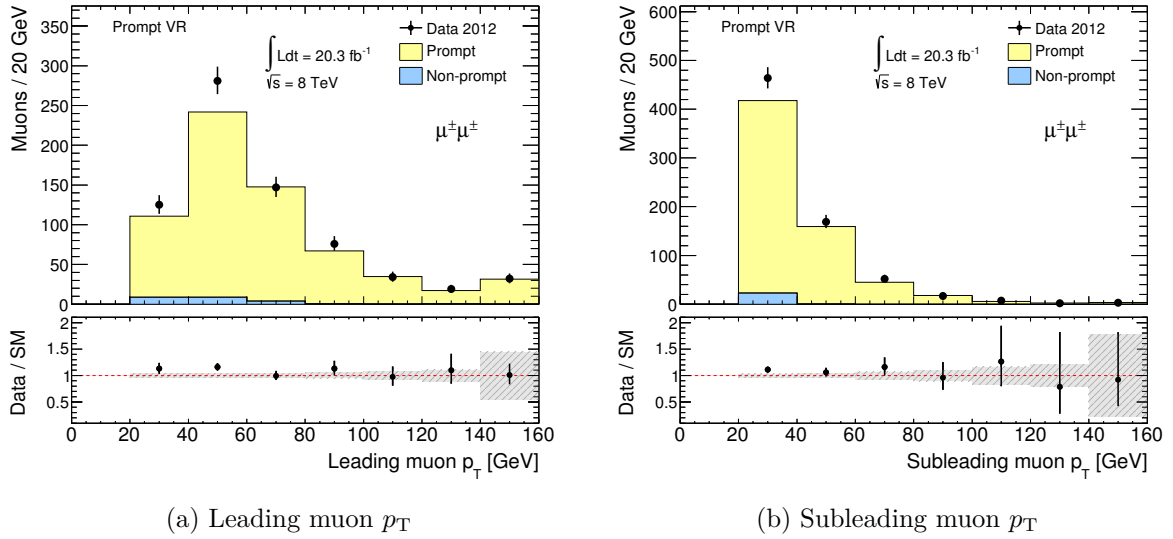 Muons / 20 GeV
350
300
250
200
150
100
50
0
Prompt VR
∫ Ldt = 20.3 fb⁻¹
√s = 8 TeV
Data 2012
Prompt
Non-prompt
μ±μ±
Data / SM
2
1.5
1
0.5
0 20 40 60 80 100 120 140 160
Leading muon p_T [GeV]
(a) Leading muon p_T
Muons / 20 GeV
600
500
400
300
200
100
0
Prompt VR
∫ Ldt = 20.3 fb⁻¹
√s = 8 TeV
Data 2012
Prompt
Non-prompt
μ±μ±
Data / SM
2
1.5
1
0.5
0 20 40 60 80 100 120 140 160
Subleading muon p_T [GeV]
(b) Subleading muon p_T